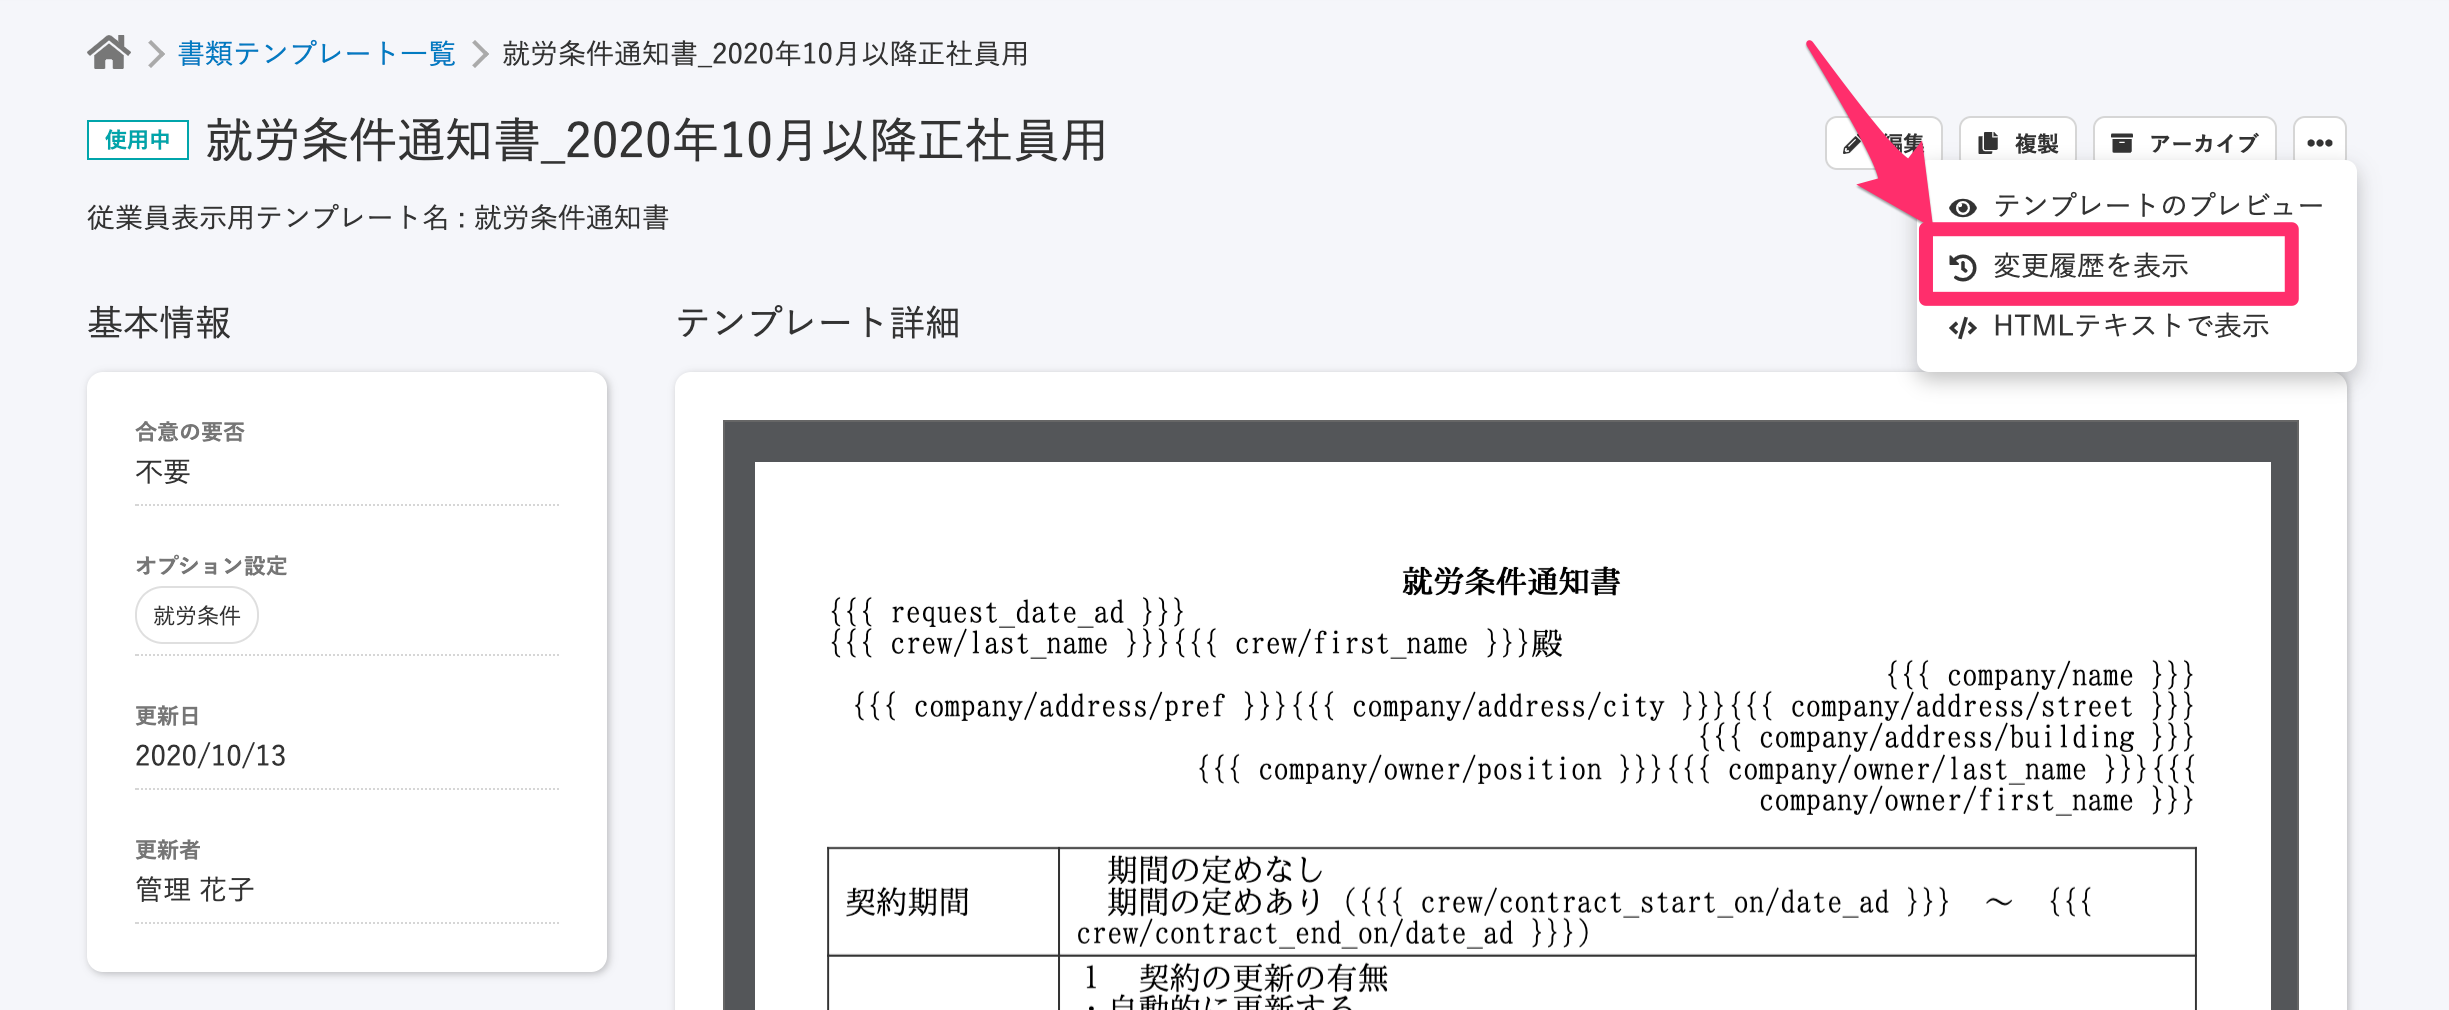 書類テンプレート一覧 就労条件通知書_2020年10月以降正社員用
使用中 就労条件通知書_2020年10月以降正社員用
編集 複製 アーカイブ
従業員表示用テンプレート名 : 就労条件通知書
テンプレートのプレビュー
変更履歴を表示
HTMLテキストで表示
基本情報
合意の要否
不要
オプション設定
就労条件
更新日
2020/10/13
更新者
管理 花子
テンプレート詳細
就労条件通知書
{{{ request_date_ad }}}
{{{ crew/last_name }}}{{{ crew/first_name }}}殿
{{{ company/name }}}
{{{ company/address/pref }}}{{{ company/address/city }}}{{{ company/address/street }}}
{{{ company/address/building }}}
{{{ company/owner/position }}}{{{ company/owner/last_name }}}{{{
company/owner/first_name }}}
契約期間
期間の定めなし
期間の定めあり（{{{ crew/contract_start_on/date_ad }}} ～ {{{
crew/contract_end_on/date_ad }}}）
1 契約の更新の有無
・自動的に更新する